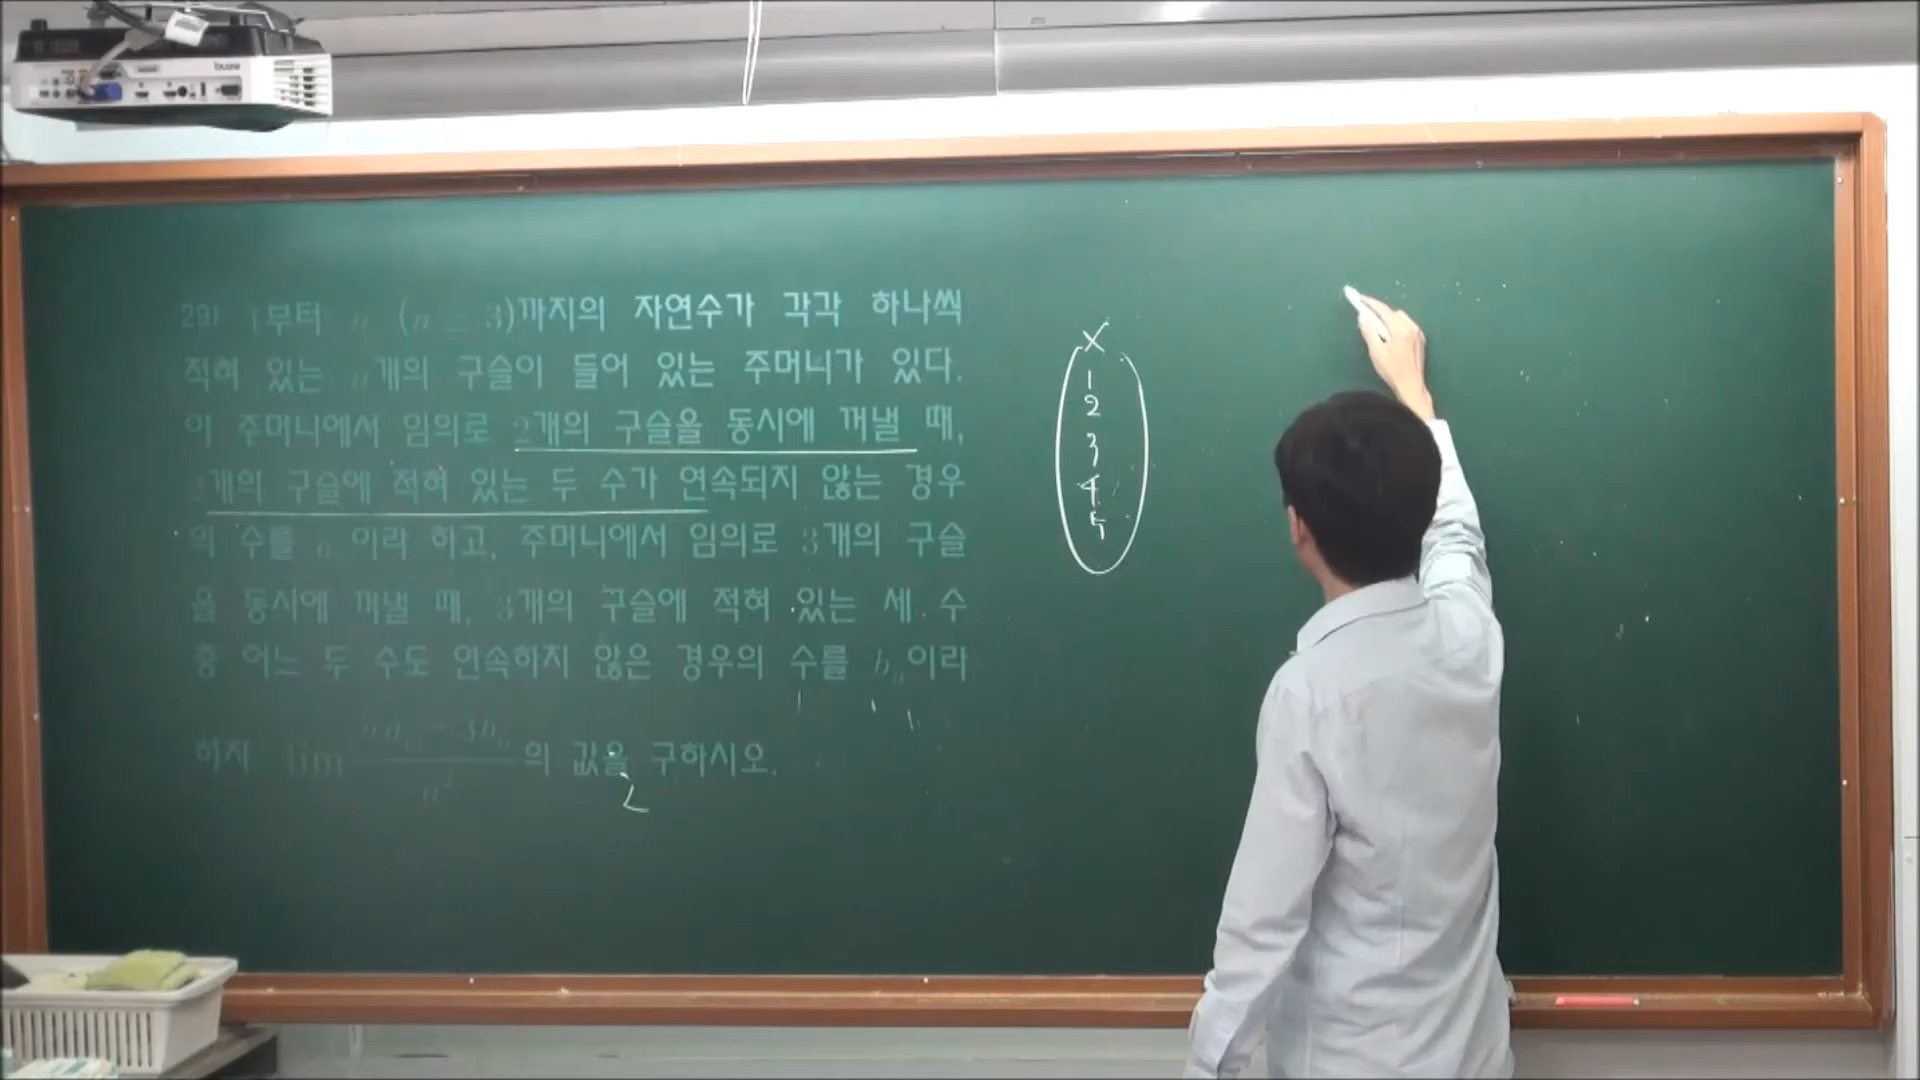 29) 1부터 n (n ≥ 3)까지의 자연수가 각각 하나씩
적혀 있는 n개의 구슬이 들어 있는 주머니가 있다.
이 주머니에서 임의로 2개의 구슬을 동시에 꺼낼 때,
2개의 구슬에 적혀 있는 두 수가 연속되지 않는 경우
의 수를 a 이라 하고, 주머니에서 임의로 3개의 구슬
을 동시에 꺼낼 때, 3개의 구슬에 적혀 있는 세 수
중 어느 두 수도 연속하지 않은 경우의 수를 bₙ이라
하자 lim 의 값을 구하시오.
X
1
2
3
4
5
BenQ